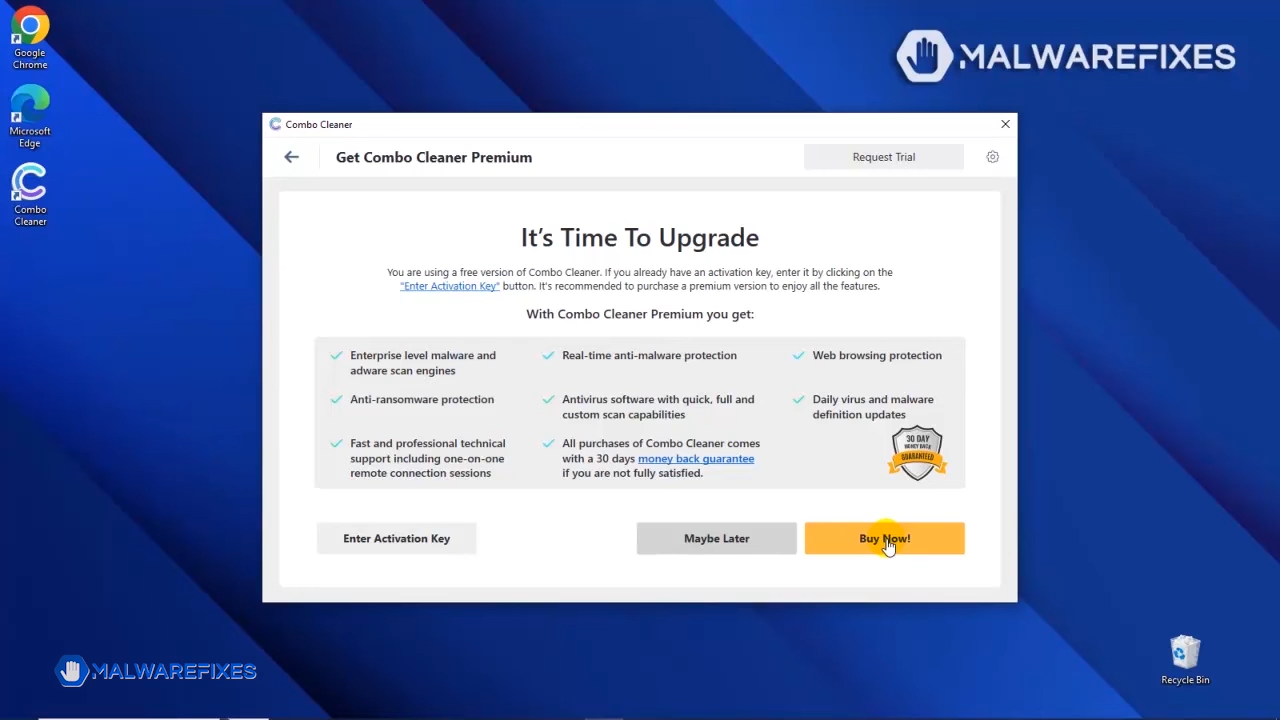 Google
Chrome
Microsoft
Edge
Combo
Cleaner
MALWAREFIXES
Combo Cleaner
Get Combo Cleaner Premium
Request Trial
It's Time To Upgrade
You are using a free version of Combo Cleaner. If you already have an activation key, enter it by clicking on the
"Enter Activation Key" button. It's recommended to purchase a premium version to enjoy all the features.
With Combo Cleaner Premium you get:
Enterprise level malware and
adware scan engines
Real-time anti-malware protection
Web browsing protection
Anti-ransomware protection
Antivirus software with quick, full and
custom scan capabilities
Daily virus and malware
definition updates
Fast and professional technical
support including one-on-one
remote connection sessions
All purchases of Combo Cleaner comes
with a 30 days money back guarantee
if you are not fully satisfied.
30 DAY
MONEY BACK
GUARANTEED
Enter Activation Key
Maybe Later
Buy Now!
MALWAREFIXES
Recycle Bin